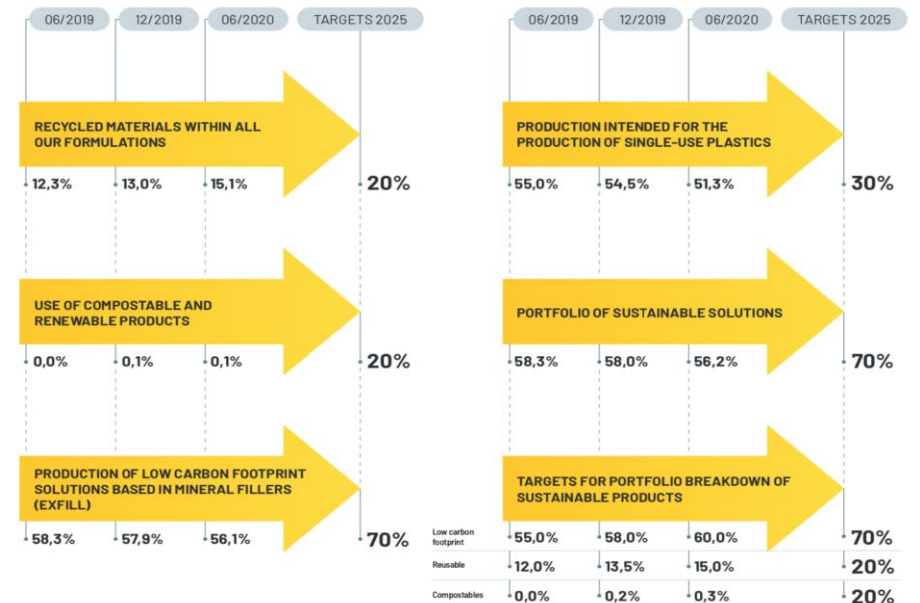 06/2019 12/2019 06/2020 TARGETS 2025
RECYCLED MATERIALS WITHIN ALL
OUR FORMULATIONS
12,3% 13,0% 15,1% 20%
USE OF COMPOSTABLE AND
RENEWABLE PRODUCTS
0,0% 0,1% 0,1% 20%
PRODUCTION OF LOW CARBON FOOTPRINT
SOLUTIONS BASED IN MINERAL FILLERS
(EXFILL)
58,3% 57,9% 56,1% 70%
06/2019 12/2019 06/2020 TARGETS 2025
PRODUCTION INTENDED FOR THE
PRODUCTION OF SINGLE-USE PLASTICS
55,0% 54,5% 51,3% 30%
PORTFOLIO OF SUSTAINABLE SOLUTIONS
58,3% 58,0% 56,2% 70%
TARGETS FOR PORTFOLIO BREAKDOWN OF
SUSTAINABLE PRODUCTS
Low carbon
footprint 55,0% 58,0% 60,0% 70%
Reusable 12,0% 13,5% 15,0% 20%
Compostables 0,0% 0,2% 0,3% 20%